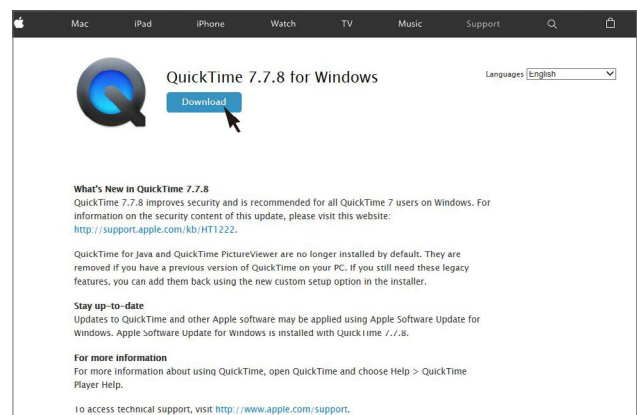 Mac iPad iPhone Watch TV Music Support
QuickTime 7.7.8 for Windows
Languages English
Download
What's New in QuickTime 7.7.8
QuickTime 7.7.8 improves security and is recommended for all QuickTime 7 users on Windows. For
information on the security content of this update, please visit this website:
http://support.apple.com/kb/HT1222.
QuickTime for Java and QuickTime PictureViewer are no longer installed by default. They are
removed if you have a previous version of QuickTime on your PC. If you still need these legacy
features, you can add them back using the new custom setup option in the installer.
Stay up-to-date
Updates to QuickTime and other Apple software may be applied using Apple Software Update for
Windows. Apple Software Update for Windows is installed with QuickTime 7.7.8.
For more information
For more information about using QuickTime, open QuickTime and choose Help > QuickTime
Player Help.
To access technical support, visit http://www.apple.com/support.